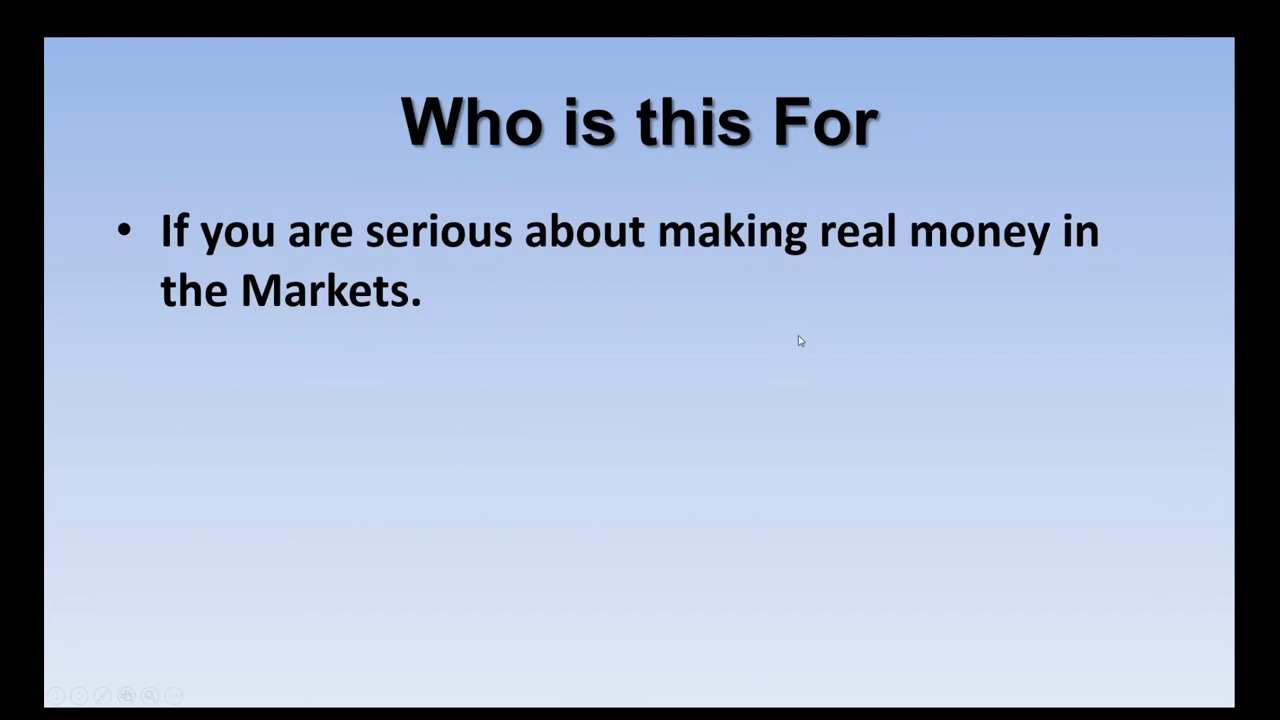 Who is this For
• If you are serious about making real money in
the Markets.